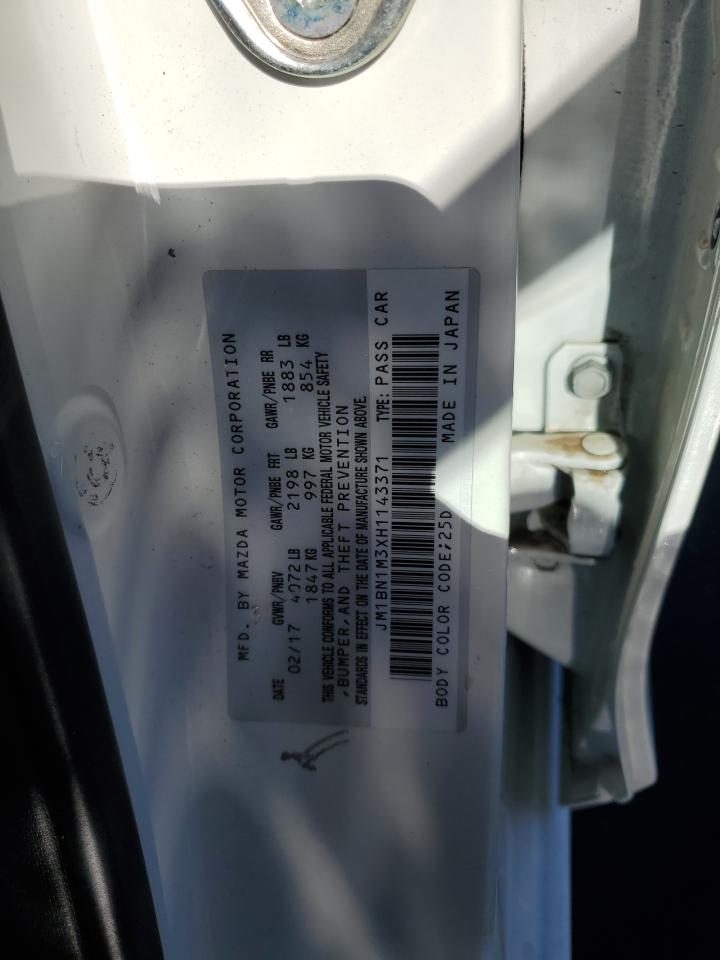 MFD. BY MAZDA MOTOR CORPORATION
DATE GVWR/PNBV GAWR/PNBE FRT GAWR/PNBE RR
02/17 4072 LB 2198 LB 1883 LB
1847 KG 997 KG 854 KG
THIS VEHICLE CONFORMS TO ALL APPLICABLE FEDERAL MOTOR VEHICLE SAFETY
, BUMPER, AND THEFT PREVENTION
STANDARDS IN EFFECT ON THE DATE OF MANUFACTURE SHOWN ABOVE.
JM1BN1M3XH1143371 TYPE: PASS CAR
BODY COLOR CODE;25D MADE IN JAPAN